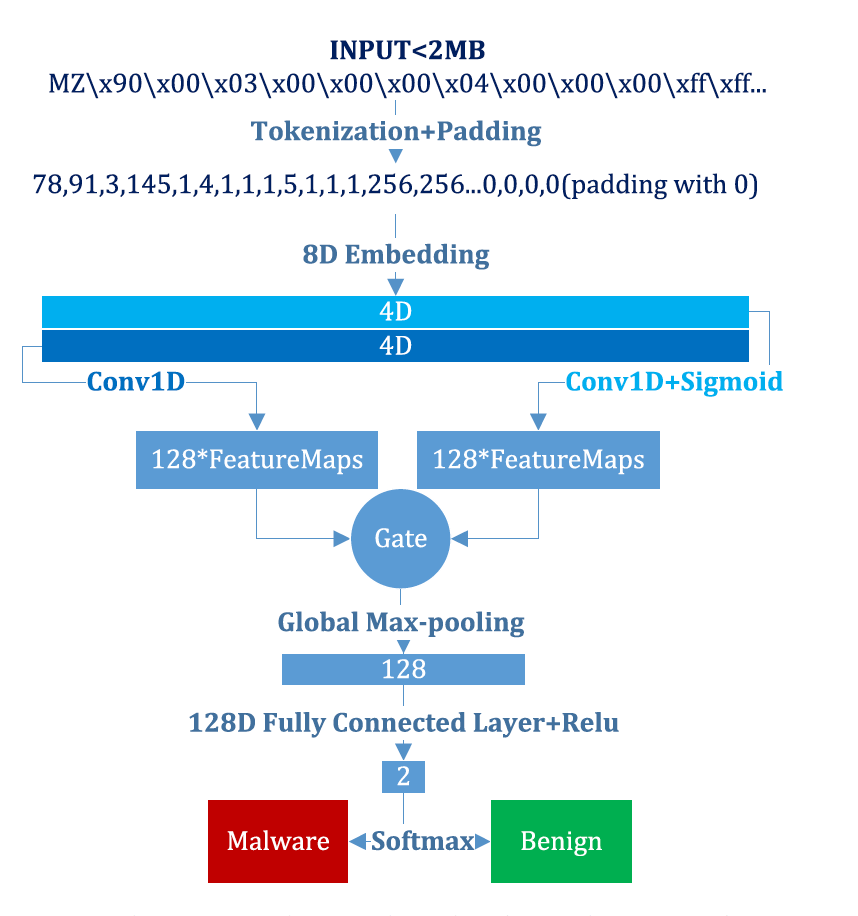 INPUT<2MB
MZ\x90\x00\x03\x00\x00\x00\x04\x00\x00\x00\xff\xff...
Tokenization+Padding
78,91,3,145,1,4,1,1,1,5,1,1,1,256,256...0,0,0,0(padding with 0)
8D Embedding
4D
4D
Conv1D
Conv1D+Sigmoid
128*FeatureMaps
128*FeatureMaps
Gate
Global Max-pooling
128
128D Fully Connected Layer+Relu
2
Malware
Softmax
Benign